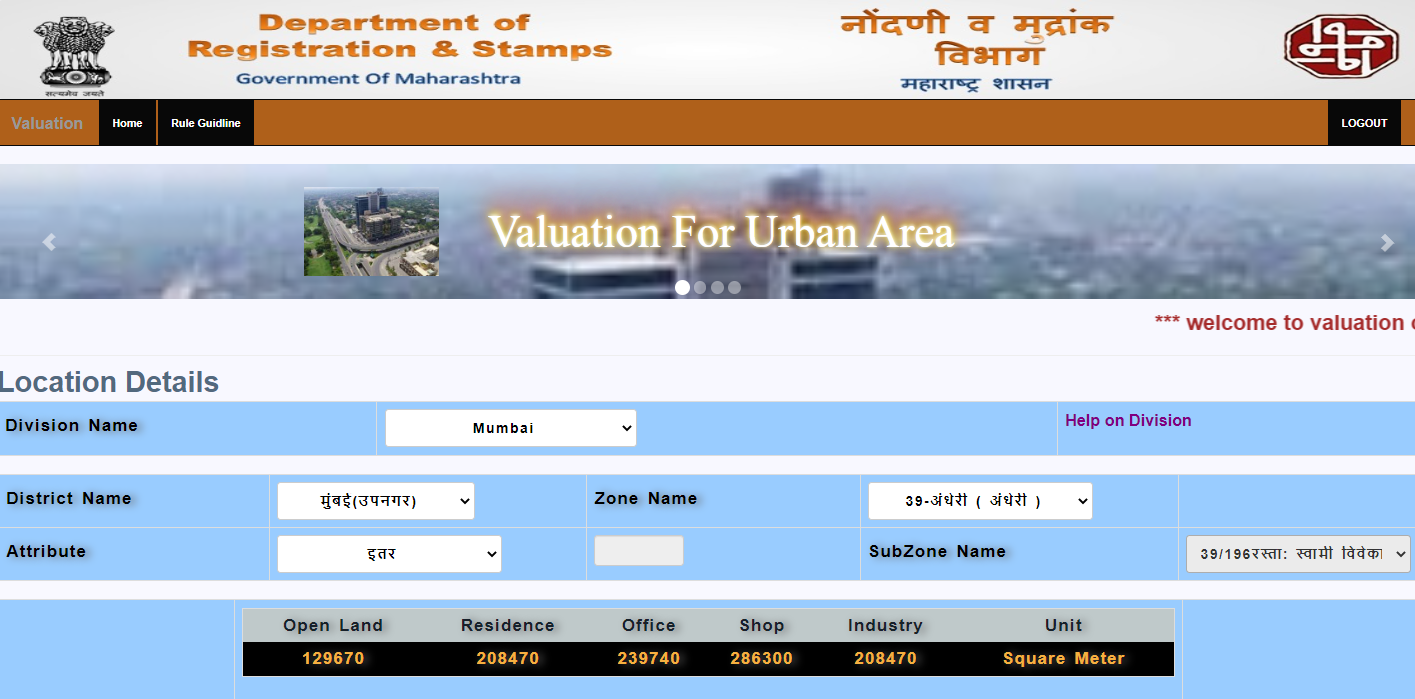 Department of
Registration & Stamps
Government Of Maharashtra
नोंदणी व मुद्रांक
विभाग
महाराष्ट्र शासन
सत्यमेव जयते
Valuation Home Rule Guidline LOGOUT
Valuation For Urban Area
*** welcome to valuation
Location Details
Division Name Mumbai Help on Division
District Name मुंबई(उपनगर) Zone Name 39-अंधेरी ( अंधेरी )
Attribute इतर SubZone Name 39/196रस्ता: स्वामी विवेका
Open Land Residence Office Shop Industry Unit
129670 208470 239740 286300 208470 Square Meter